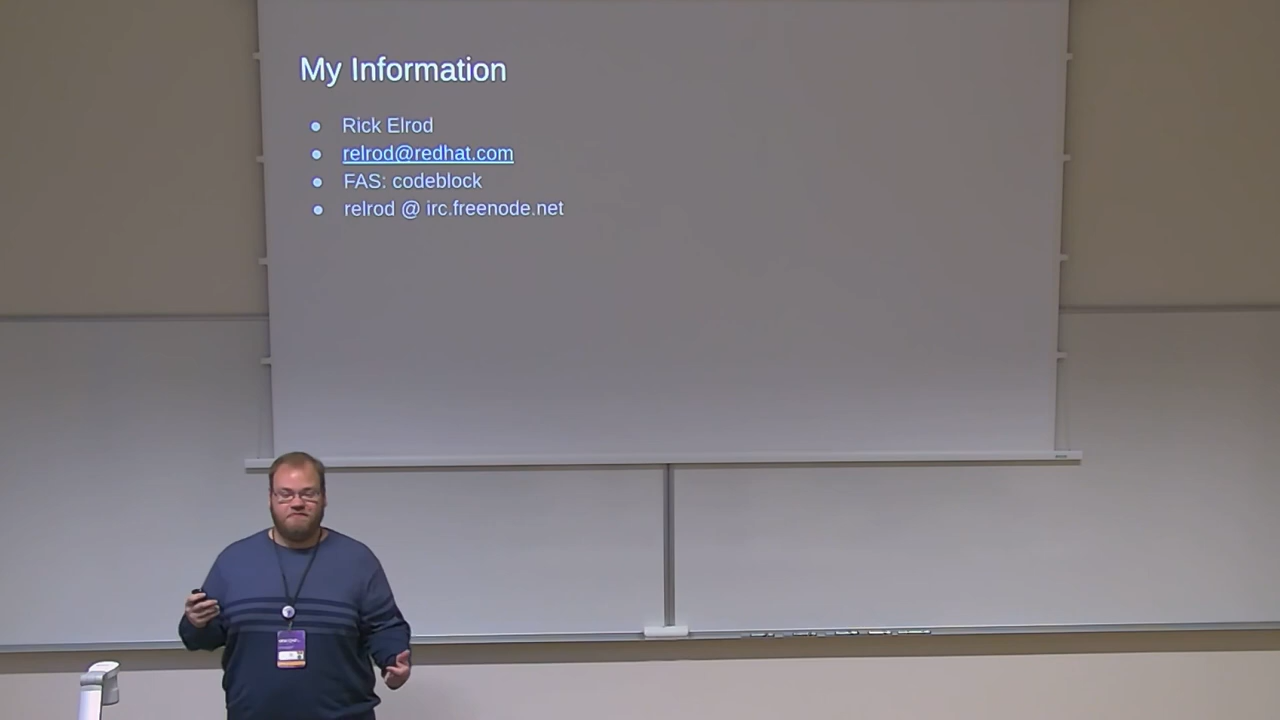 My Information
● Rick Elrod
● relrod@redhat.com
● FAS: codeblock
● relrod @ irc.freenode.net